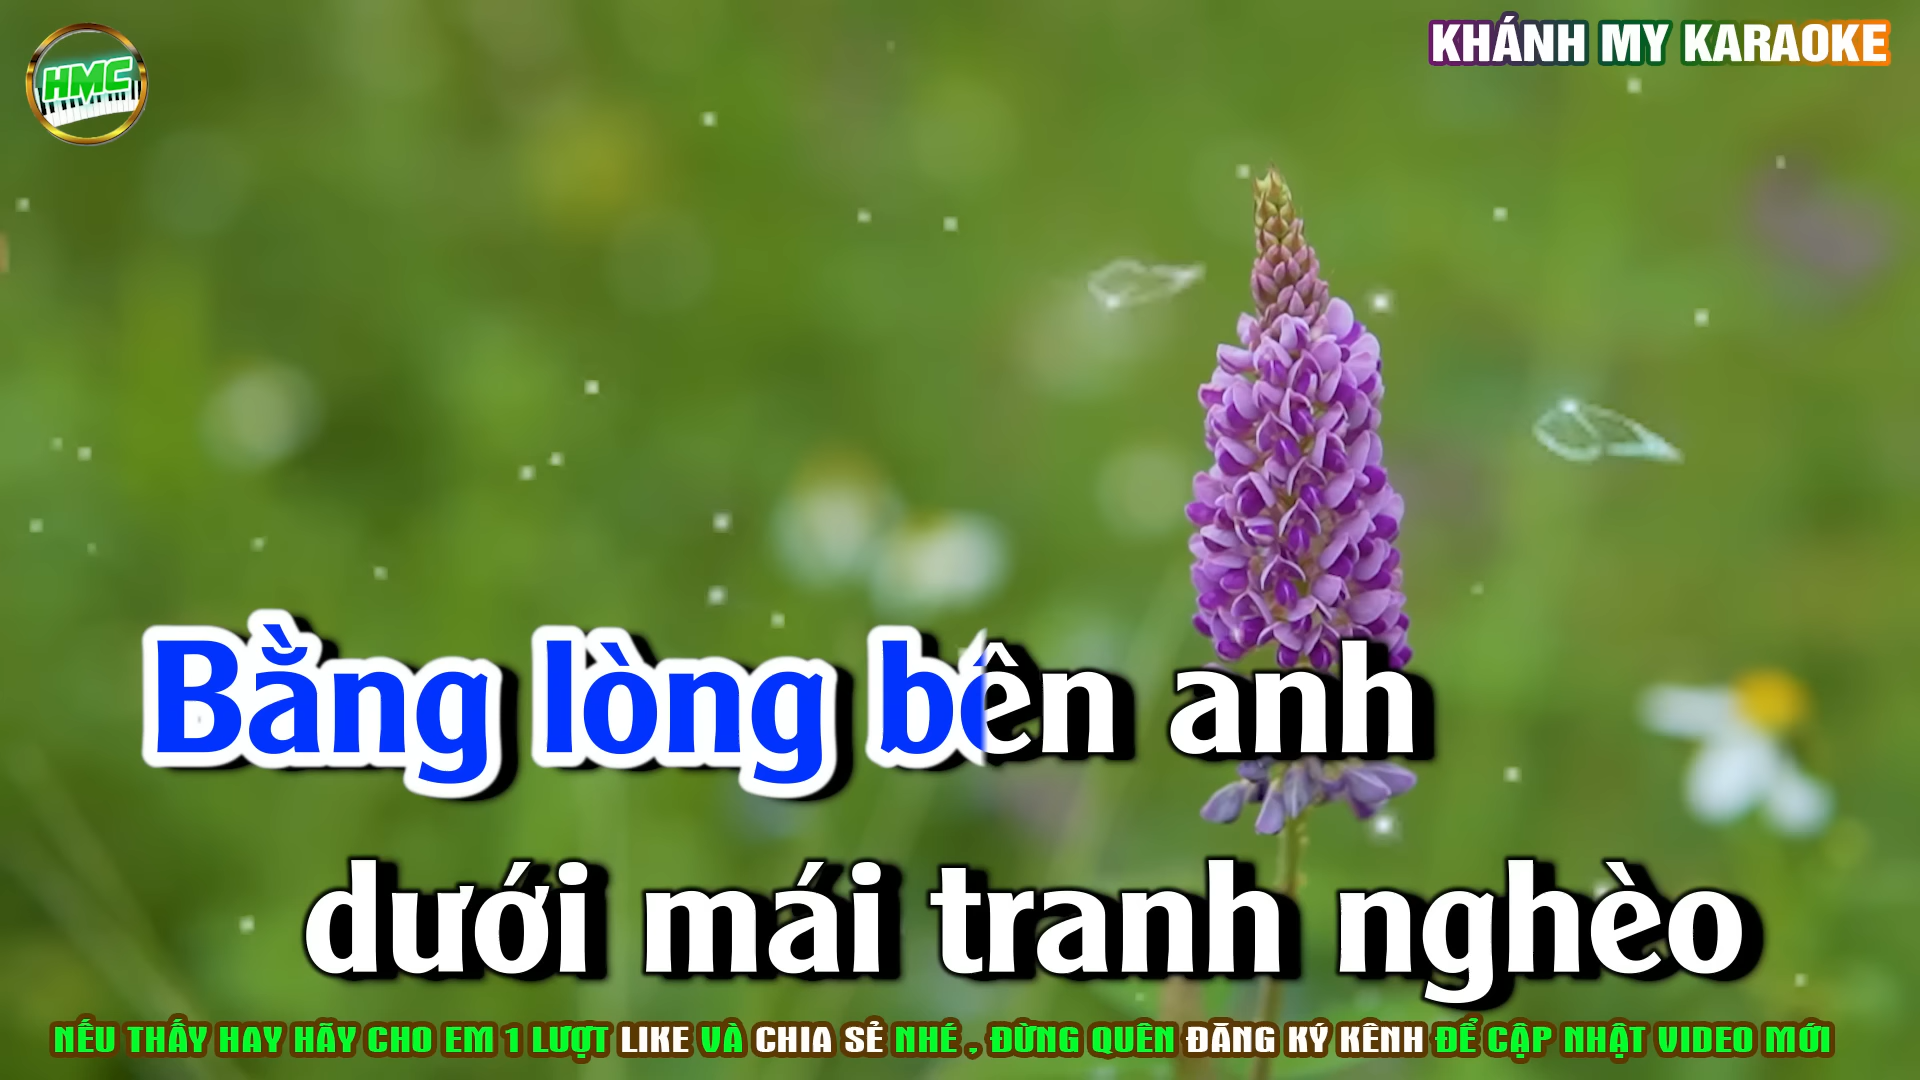 HMC
KHÁNH MY KARAOKE
Bằng lòng bên anh
dưới mái tranh nghèo
NẾU THẤY HAY HÃY CHO EM 1 LƯỢT LIKE VÀ CHIA SẺ NHÉ , ĐỪNG QUÊN ĐĂNG KÝ KÊNH ĐỂ CẬP NHẬT VIDEO MỚI